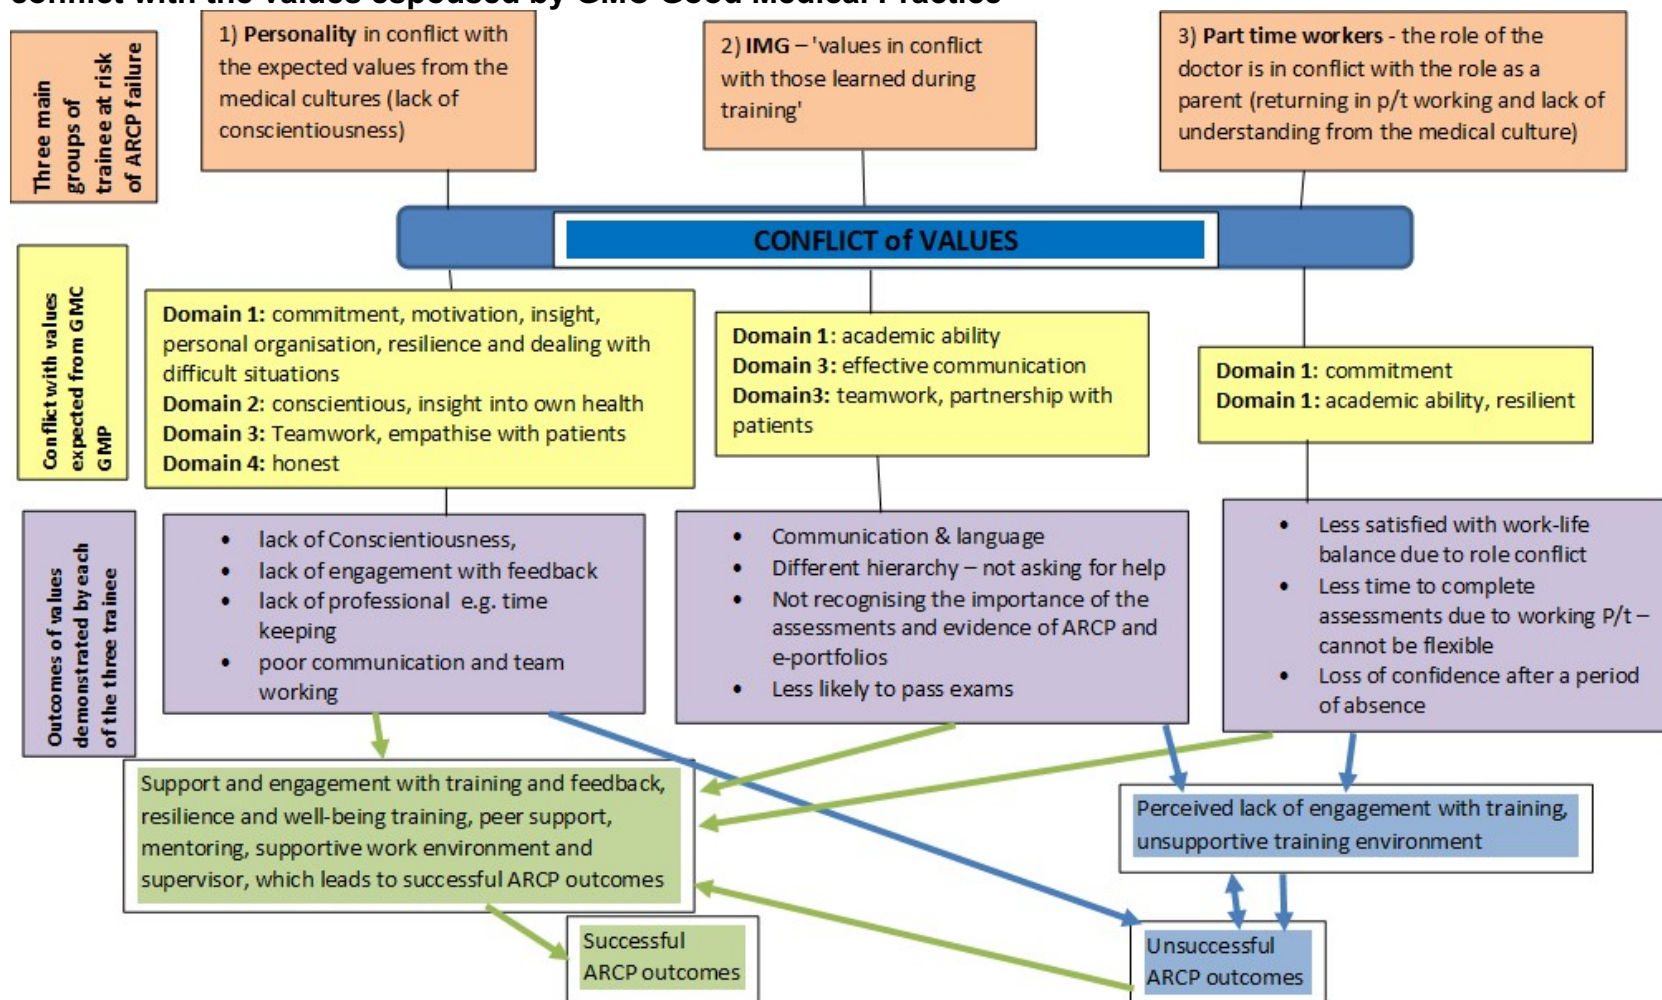 conflict with the values espoused by GMC Good Medical Practice
Three main
groups of
trainee at risk
of ARCP failure
1) Personality in conflict with
the expected values from the
medical cultures (lack of
conscientiousness)
2) IMG – 'values in conflict
with those learned during
training'
3) Part time workers - the role of the
doctor is in conflict with the role as a
parent (returning in p/t working and lack of
understanding from the medical culture)
CONFLICT of VALUES
Conflict with values
expected from GMC
GMP
Domain 1: commitment, motivation, insight,
personal organisation, resilience and dealing with
difficult situations
Domain 2: conscientious, insight into own health
Domain 3: Teamwork, empathise with patients
Domain 4: honest
Domain 1: academic ability
Domain 3: effective communication
Domain3: teamwork, partnership with
patients
Domain 1: commitment
Domain 1: academic ability, resilient
Outcomes of values
demonstrated by each
of the three trainee
• lack of Conscientiousness,
• lack of engagement with feedback
• lack of professional e.g. time
keeping
• poor communication and team
working
• Communication & language
• Different hierarchy – not asking for help
• Not recognising the importance of the
assessments and evidence of ARCP and
e-portfolios
• Less likely to pass exams
• Less satisfied with work-life
balance due to role conflict
• Less time to complete
assessments due to working P/t –
cannot be flexible
• Loss of confidence after a period
of absence
Support and engagement with training and feedback,
resilience and well-being training, peer support,
mentoring, supportive work environment and
supervisor, which leads to successful ARCP outcomes
Perceived lack of engagement with training,
unsupportive training environment
Successful
ARCP outcomes
Unsuccessful
ARCP outcomes